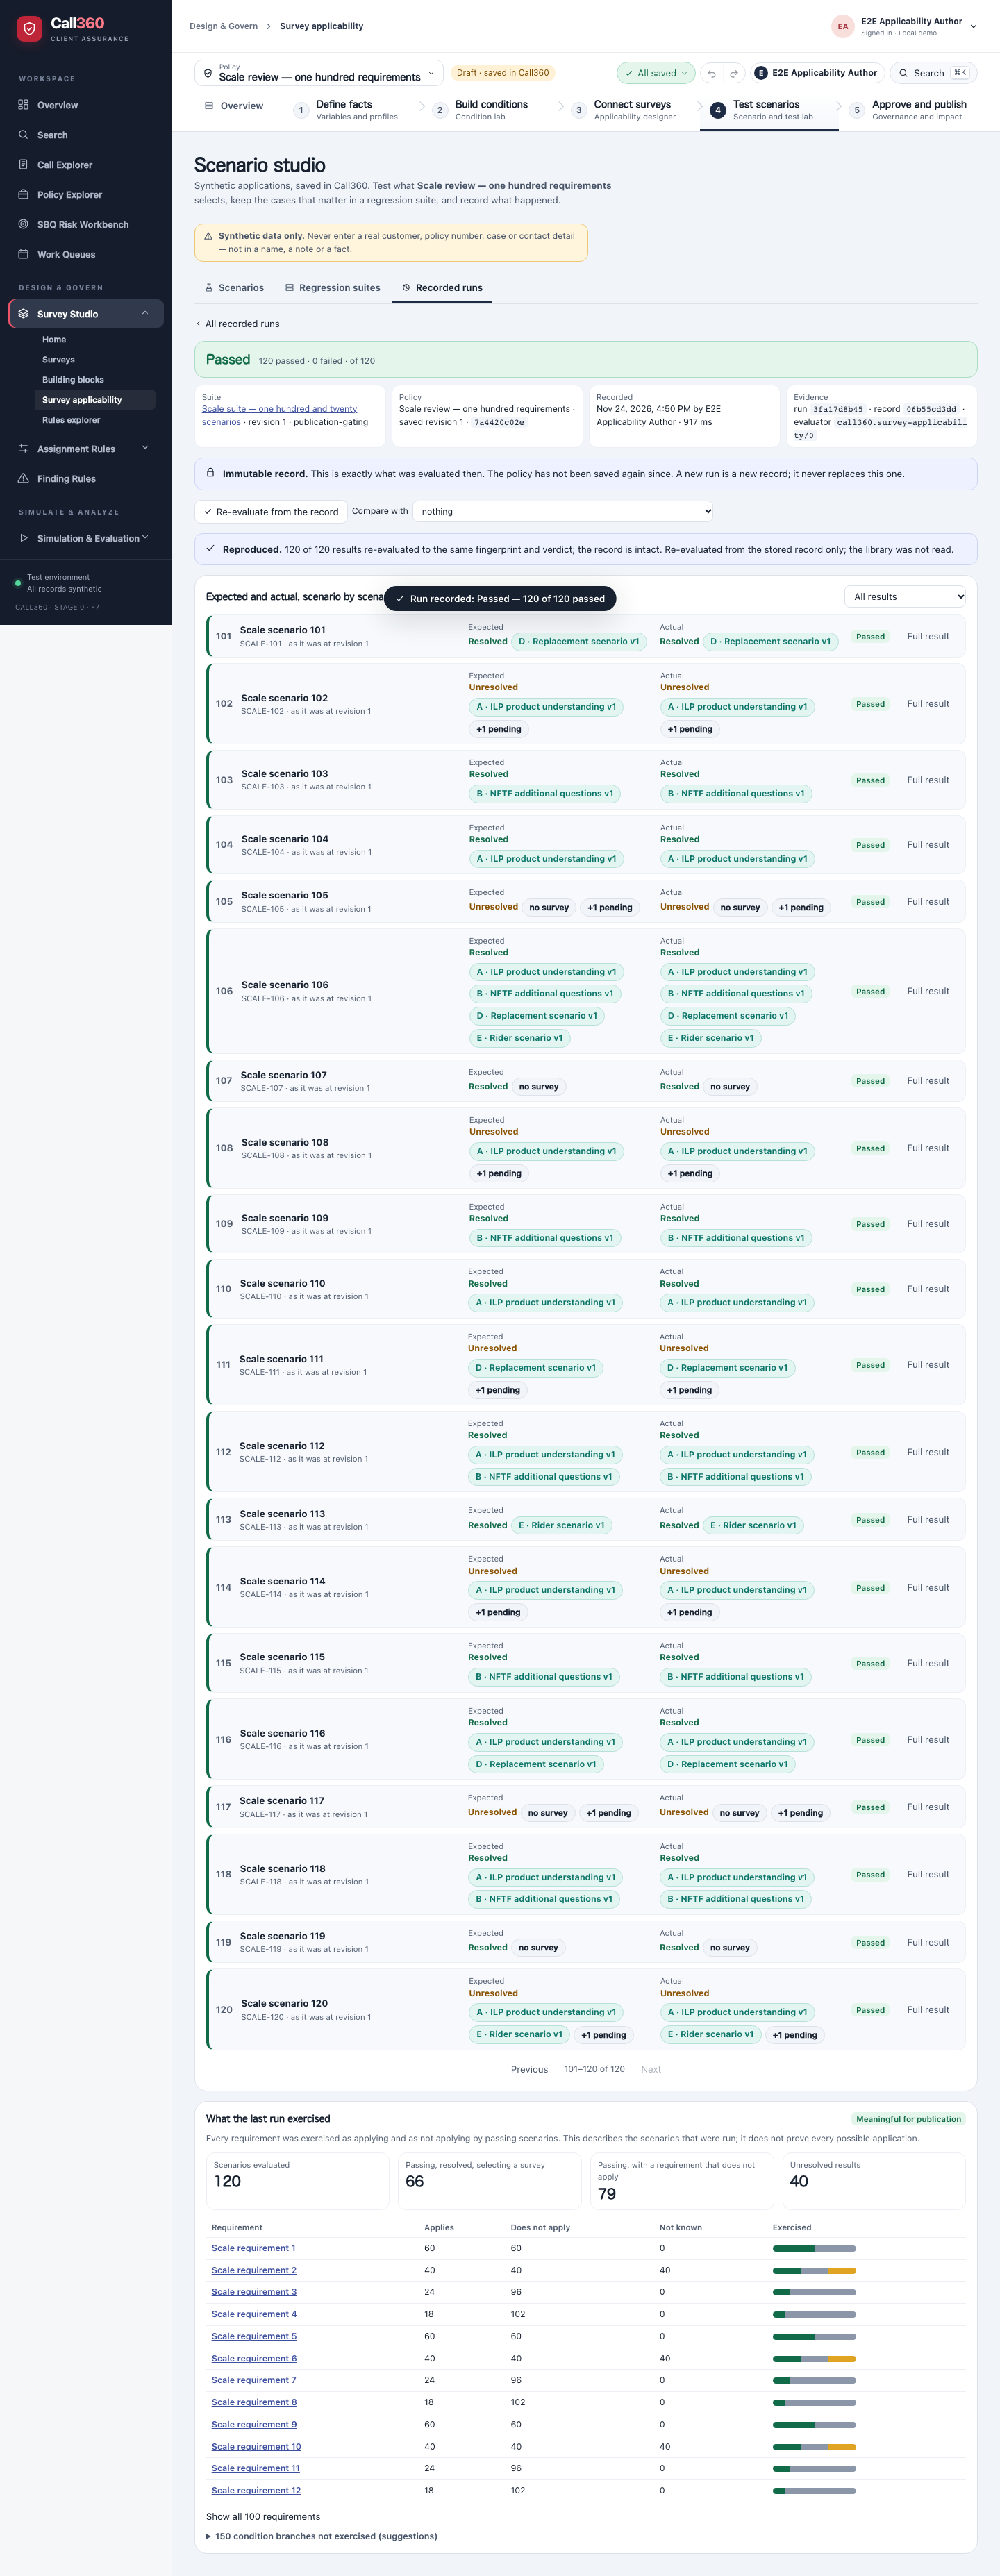 Call360
CLIENT ASSURANCE
WORKSPACE
Overview
Search
Call Explorer
Policy Explorer
SBQ Risk Workbench
Work Queues
DESIGN & GOVERN
Survey Studio
Home
Surveys
Building blocks
Survey applicability
Rules explorer
Assignment Rules
Finding Rules
SIMULATE & ANALYZE
Simulation & Evaluation
Test environment
All records synthetic
CALL360 · STAGE 0 · F7
Design & Govern > Survey applicability
EA E2E Applicability Author
Signed in · Local demo
Policy
Scale review — one hundred requirements
Draft · saved in Call360
All saved
E E2E Applicability Author
Search ⌘K
Overview
1 Define facts
Variables and profiles
2 Build conditions
Condition lab
3 Connect surveys
Applicability designer
4 Test scenarios
Scenario and test lab
5 Approve and publish
Governance and impact
Scenario studio
Synthetic applications, saved in Call360. Test what Scale review — one hundred requirements
selects, keep the cases that matter in a regression suite, and record what happened.
Synthetic data only. Never enter a real customer, policy number, case or contact detail
— not in a name, a note or a fact.
Scenarios
Regression suites
Recorded runs
All recorded runs
Passed 120 passed · 0 failed · of 120
Suite
Scale suite — one hundred and twenty
scenarios · revision 1 · publication-gating
Policy
Scale review — one hundred requirements ·
saved revision 1 · 7a4420c02e
Recorded
Nov 24, 2026, 4:50 PM by E2E
Applicability Author · 917 ms
Evidence
run 3fa17d8b45 · record 06b55cd3dd ·
evaluator call360.survey-applicabili
ty/0
Immutable record. This is exactly what was evaluated then. The policy has not been saved again since. A new run is a new record; it never replaces this one.
Re-evaluate from the record
Compare with
nothing
Reproduced. 120 of 120 results re-evaluated to the same fingerprint and verdict; the record is intact. Re-evaluated from the stored record only; the library was not read.
Expected and actual, scenario by scena
Run recorded: Passed — 120 of 120 passed
All results
101 Scale scenario 101
SCALE-101 · as it was at revision 1
Expected
Resolved D · Replacement scenario v1
Actual
Resolved D · Replacement scenario v1
Passed
Full result
102 Scale scenario 102
SCALE-102 · as it was at revision 1
Expected
Unresolved
A · ILP product understanding v1
+1 pending
Actual
Unresolved
A · ILP product understanding v1
+1 pending
Passed
Full result
103 Scale scenario 103
SCALE-103 · as it was at revision 1
Expected
Resolved
B · NFTF additional questions v1
Actual
Resolved
B · NFTF additional questions v1
Passed
Full result
104 Scale scenario 104
SCALE-104 · as it was at revision 1
Expected
Resolved
A · ILP product understanding v1
Actual
Resolved
A · ILP product understanding v1
Passed
Full result
105 Scale scenario 105
SCALE-105 · as it was at revision 1
Expected
Unresolved no survey +1 pending
Actual
Unresolved no survey +1 pending
Passed
Full result
106 Scale scenario 106
SCALE-106 · as it was at revision 1
Expected
Resolved
A · ILP product understanding v1
B · NFTF additional questions v1
D · Replacement scenario v1
E · Rider scenario v1
Actual
Resolved
A · ILP product understanding v1
B · NFTF additional questions v1
D · Replacement scenario v1
E · Rider scenario v1
Passed
Full result
107 Scale scenario 107
SCALE-107 · as it was at revision 1
Expected
Resolved no survey
Actual
Resolved no survey
Passed
Full result
108 Scale scenario 108
SCALE-108 · as it was at revision 1
Expected
Unresolved
A · ILP product understanding v1
+1 pending
Actual
Unresolved
A · ILP product understanding v1
+1 pending
Passed
Full result
109 Scale scenario 109
SCALE-109 · as it was at revision 1
Expected
Resolved
B · NFTF additional questions v1
Actual
Resolved
B · NFTF additional questions v1
Passed
Full result
110 Scale scenario 110
SCALE-110 · as it was at revision 1
Expected
Resolved
A · ILP product understanding v1
Actual
Resolved
A · ILP product understanding v1
Passed
Full result
111 Scale scenario 111
SCALE-111 · as it was at revision 1
Expected
Unresolved
D · Replacement scenario v1
+1 pending
Actual
Unresolved
D · Replacement scenario v1
+1 pending
Passed
Full result
112 Scale scenario 112
SCALE-112 · as it was at revision 1
Expected
Resolved
A · ILP product understanding v1
B · NFTF additional questions v1
Actual
Resolved
A · ILP product understanding v1
B · NFTF additional questions v1
Passed
Full result
113 Scale scenario 113
SCALE-113 · as it was at revision 1
Expected
Resolved E · Rider scenario v1
Actual
Resolved E · Rider scenario v1
Passed
Full result
114 Scale scenario 114
SCALE-114 · as it was at revision 1
Expected
Unresolved
A · ILP product understanding v1
+1 pending
Actual
Unresolved
A · ILP product understanding v1
+1 pending
Passed
Full result
115 Scale scenario 115
SCALE-115 · as it was at revision 1
Expected
Resolved
B · NFTF additional questions v1
Actual
Resolved
B · NFTF additional questions v1
Passed
Full result
116 Scale scenario 116
SCALE-116 · as it was at revision 1
Expected
Resolved
A · ILP product understanding v1
D · Replacement scenario v1
Actual
Resolved
A · ILP product understanding v1
D · Replacement scenario v1
Passed
Full result
117 Scale scenario 117
SCALE-117 · as it was at revision 1
Expected
Unresolved no survey +1 pending
Actual
Unresolved no survey +1 pending
Passed
Full result
118 Scale scenario 118
SCALE-118 · as it was at revision 1
Expected
Resolved
A · ILP product understanding v1
B · NFTF additional questions v1
Actual
Resolved
A · ILP product understanding v1
B · NFTF additional questions v1
Passed
Full result
119 Scale scenario 119
SCALE-119 · as it was at revision 1
Expected
Resolved no survey
Actual
Resolved no survey
Passed
Full result
120 Scale scenario 120
SCALE-120 · as it was at revision 1
Expected
Unresolved
A · ILP product understanding v1
E · Rider scenario v1 +1 pending
Actual
Unresolved
A · ILP product understanding v1
E · Rider scenario v1 +1 pending
Passed
Full result
Previous 101–120 of 120 Next
What the last run exercised
Meaningful for publication
Every requirement was exercised as applying and as not applying by passing scenarios. This describes the scenarios that were run; it does not prove every possible application.
Scenarios evaluated
120
Passing, resolved, selecting a survey
66
Passing, with a requirement that does not
apply
79
Unresolved results
40
Requirement Applies Does not apply Not known Exercised
Scale requirement 1 60 60 0
Scale requirement 2 40 40 40
Scale requirement 3 24 96 0
Scale requirement 4 18 102 0
Scale requirement 5 60 60 0
Scale requirement 6 40 40 40
Scale requirement 7 24 96 0
Scale requirement 8 18 102 0
Scale requirement 9 60 60 0
Scale requirement 10 40 40 40
Scale requirement 11 24 96 0
Scale requirement 12 18 102 0
Show all 100 requirements
150 condition branches not exercised (suggestions)